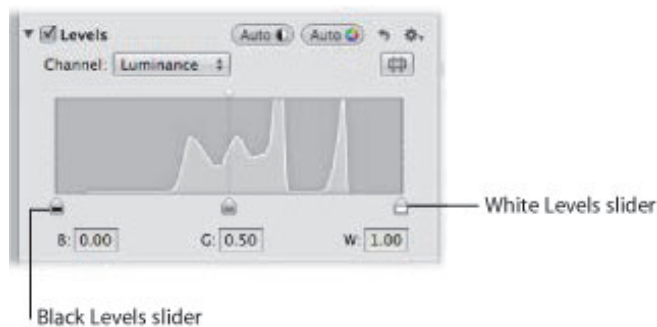 Levels Auto Auto
Channel: Luminance
White Levels slider
B: 0.00 G: 0.50 W: 1.00
Black Levels slider